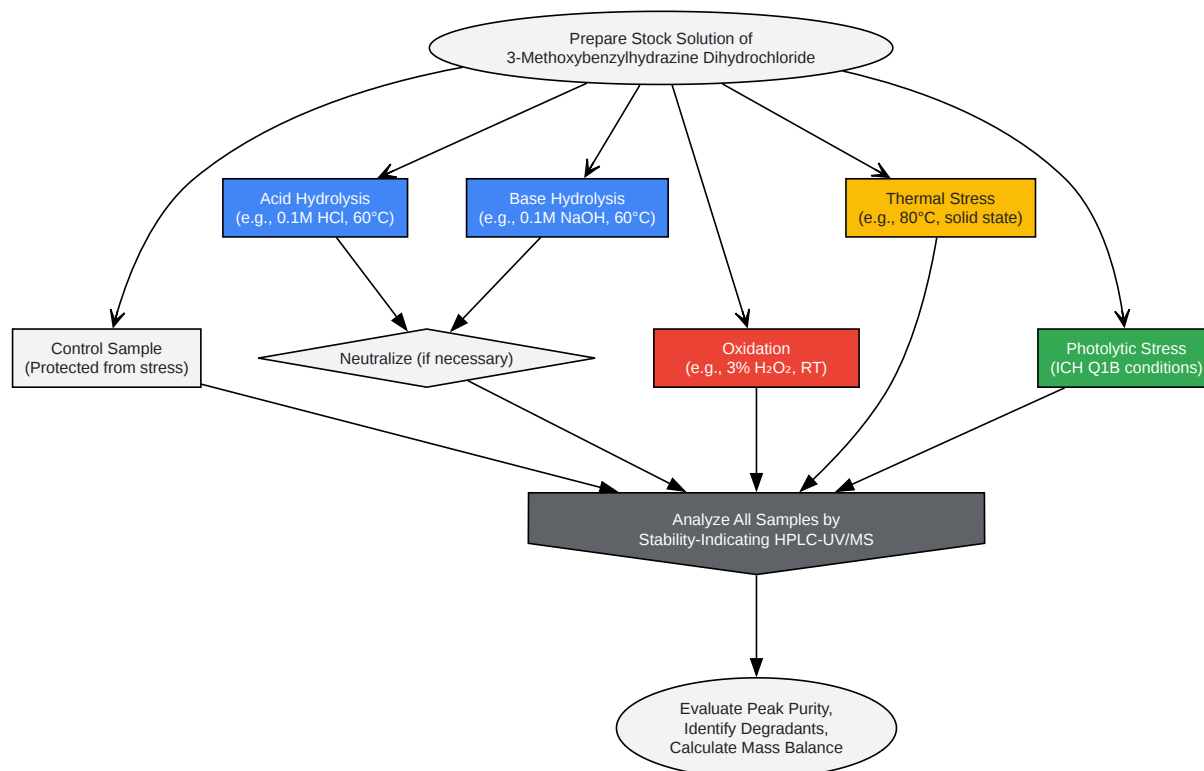 Prepare Stock Solution of
3-Methoxybenzylhydrazine Dihydrochloride
Acid Hydrolysis
(e.g., 0.1M HCl, 60°C)
Base Hydrolysis
(e.g., 0.1M NaOH, 60°C)
Thermal Stress
(e.g., 80°C, solid state)
Control Sample
(Protected from stress)
Neutralize (if necessary)
Oxidation
(e.g., 3% H₂O₂, RT)
Photolytic Stress
(ICH Q1B conditions)
Analyze All Samples by
Stability-Indicating HPLC-UV/MS
Evaluate Peak Purity,
Identify Degradants,
Calculate Mass Balance